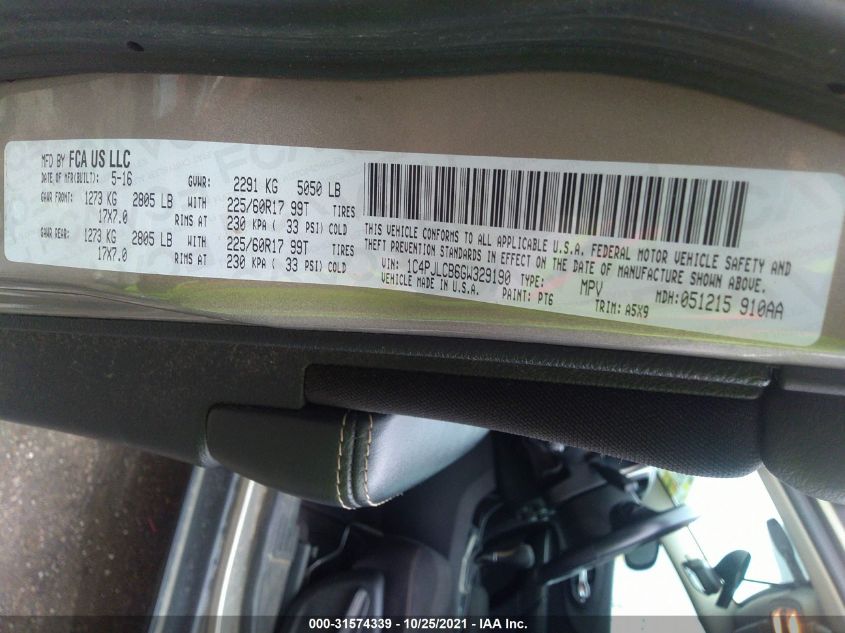 MFD BY FCA US LLC
DATE OF MFR(BUILT): 5-16 GVWR: 2291 KG 5050 LB
GAWR FRONT: 1273 KG 2805 LB WITH 225/60R17 99T TIRES
17X7.0 RIMS AT 230 KPA ( 33 PSI) COLD
GAWR REAR: 1273 KG 2805 LB WITH 225/60R17 99T TIRES
17X7.0 RIMS AT 230 KPA ( 33 PSI) COLD
THIS VEHICLE CONFORMS TO ALL APPLICABLE U.S.A. FEDERAL MOTOR VEHICLE SAFETY AND
THEFT PREVENTION STANDARDS IN EFFECT ON THE DATE OF MANUFACTURE SHOWN ABOVE.
VIN: 1C4PJLCB6GW329190 TYPE: MPV MDH:051215 910AA
VEHICLE MADE IN U.S.A. PAINT: PT6 TRIM: A5X9
000-31574339 - 10/25/2021 - IAA Inc.